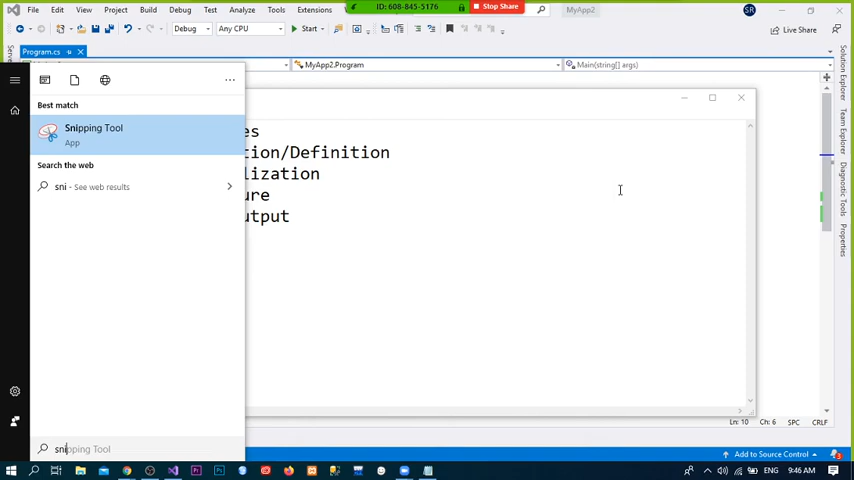 File Edit View Project Build Debug Test Analyze Tools Extensions
ID: 608-845-5176 Stop Share
MyApp2
SR
Debug Any CPU Start
Live Share
Program.cs
MyApp2.Program
Main(string[] args)
Solution Explorer
Team Explorer
Diagnostic Tools
Properties
Best match
Snipping Tool
App
Search the web
sni - See web results
es
tion/Definition
lization
ure
utput
Ln: 10 Ch: 6 SPC CRLF
snipping Tool
Add to Source Control
ENG 9:46 AM